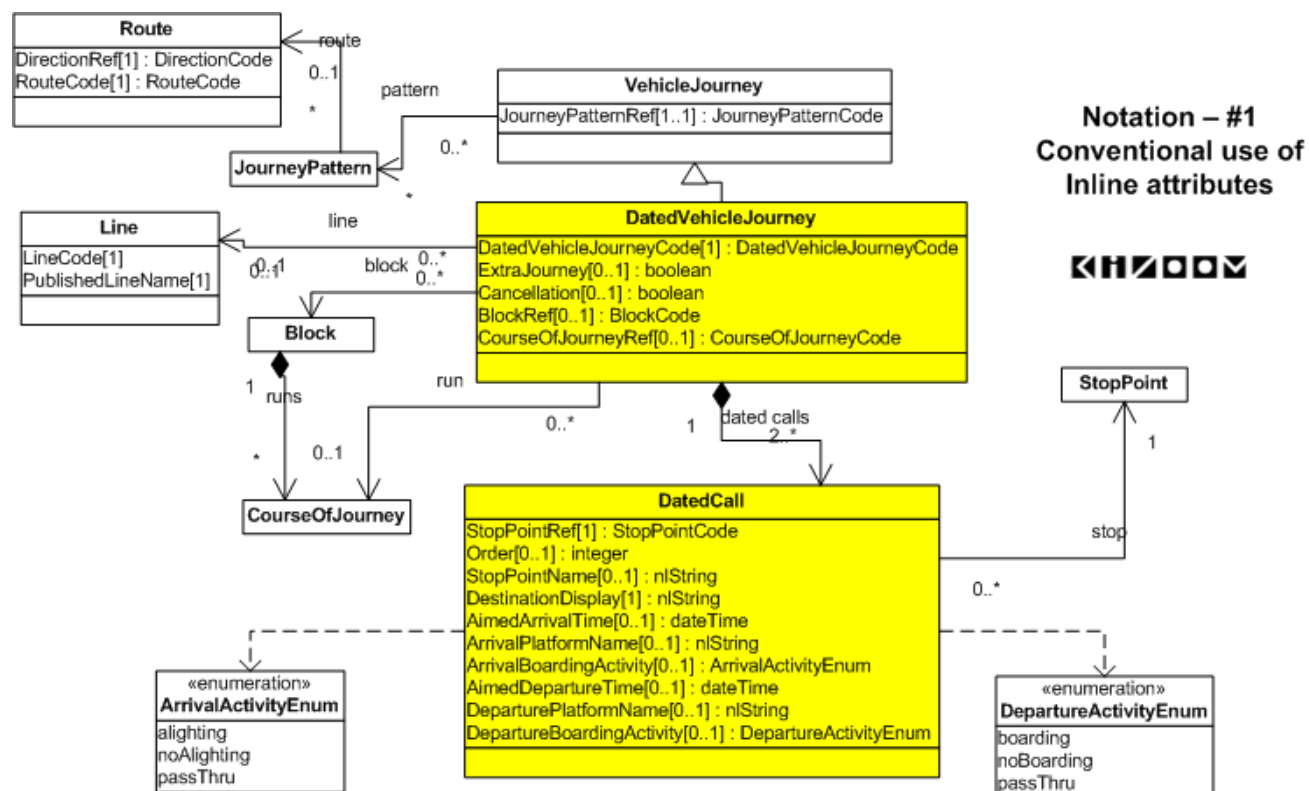 Route
DirectionRef[1] : DirectionCode
RouteCode[1] : RouteCode
route
0..1
*
pattern
0..*
*
VehicleJourney
JourneyPatternRef[1..1] : JourneyPatternCode
JourneyPattern
Notation – #1
Conventional use of
Inline attributes
KIZOOM
Line
LineCode[1]
PublishedLineName[1]
line
0..1
0..1
block
0..*
0..*
DatedVehicleJourney
DatedVehicleJourneyCode[1] : DatedVehicleJourneyCode
ExtraJourney[0..1] : boolean
Cancellation[0..1] : boolean
BlockRef[0..1] : BlockCode
CourseOfJourneyRef[0..1] : CourseOfJourneyCode
Block
1
runs
*
run
0..*
0..1
1
dated calls
2..*
StopPoint
1
stop
0..*
CourseOfJourney
DatedCall
StopPointRef[1] : StopPointCode
Order[0..1] : integer
StopPointName[0..1] : nlString
DestinationDisplay[1] : nlString
AimedArrivalTime[0..1] : dateTime
ArrivalPlatformName[0..1] : nlString
ArrivalBoardingActivity[0..1] : ArrivalActivityEnum
AimedDepartureTime[0..1] : dateTime
DeparturePlatformName[0..1] : nlString
DepartureBoardingActivity[0..1] : DepartureActivityEnum
«enumeration»
ArrivalActivityEnum
alighting
noAlighting
passThru
«enumeration»
DepartureActivityEnum
boarding
noBoarding
passThru